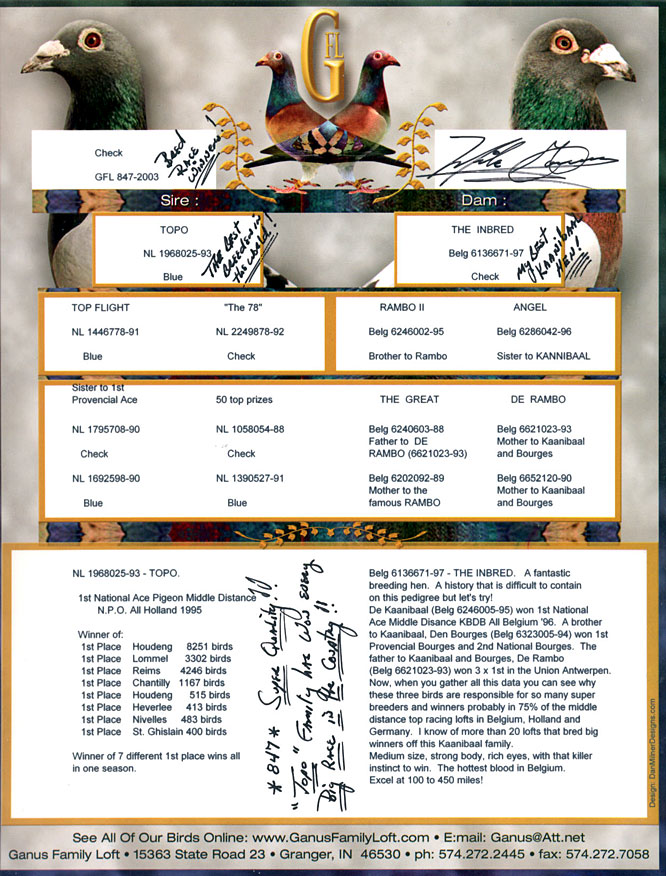 GFL
Check
GFL 847-2003
Bred
Race
Winners!
Sire :
Dam :
TOPO
NL 1968025-93
Blue
The Best
Breeder in
the World!
THE INBRED
Belg 6136671-97
Check
My Best
Kaanibaal
Hen!
TOP FLIGHT
NL 1446778-91
Blue
"The 78"
NL 2249878-92
Check
RAMBO II
Belg 6246002-95
Brother to Rambo
ANGEL
Belg 6286042-96
Sister to KANNIBAAL
Sister to 1st
Provencial Ace
NL 1795708-90
Check
NL 1692598-90
Blue
50 top prizes
NL 1058054-88
Check
NL 1390527-91
Blue
THE GREAT
Belg 6240603-88
Father to DE
RAMBO (6621023-93)
Belg 6202092-89
Mother to the
famous RAMBO
DE RAMBO
Belg 6621023-93
Mother to Kaanibaal
and Bourges
Belg 6652120-90
Mother to Kaanibaal
and Bourges
NL 1968025-93 - TOPO.
1st National Ace Pigeon Middle Distance
N.P.O. All Holland 1995
Winner of:
1st Place Houdeng 8251 birds
1st Place Lommel 3302 birds
1st Place Reims 4246 birds
1st Place Chantilly 1167 birds
1st Place Houdeng 515 birds
1st Place Heverlee 413 birds
1st Place Nivelles 483 birds
1st Place St. Ghislain 400 birds
Winner of 7 different 1st place wins all
in one season.
*847* Super Quality!!
"Topo" Family has won every
Big Race in the Country!!
Belg 6136671-97 - THE INBRED. A fantastic
breeding hen. A history that is difficult to contain
on this pedigree but let's try!
De Kaanibaal (Belg 6246005-95) won 1st National
Ace Middle Disance KBDB All Belgium '96. A brother
to Kaanibaal, Den Bourges (Belg 6323005-94) won 1st
Provincial Bourges and 2nd National Bourges. The
father to Kaanibaal and Bourges, De Rambo
(Belg 6621023-93) won 3 x 1st in the Union Antwerpen.
Now, when you gather all this data you can see why
these three birds are responsible for so many super
breeders and winners probably in 75% of the middle
distance top racing lofts in Belgium, Holland and
Germany. I know of more than 20 lofts that bred big
winners off this Kaanibaal family.
Medium size, strong body, rich eyes, with that killer
instinct to win. The hottest blood in Belgium.
Excel at 100 to 450 miles!
Design: DanMilnerDesigns.com
See All Of Our Birds Online: www.GanusFamilyLoft.com • E:mail: Ganus@Att.net
Ganus Family Loft • 15363 State Road 23 • Granger, IN 46530 • ph: 574.272.2445 • fax: 574.272.7058